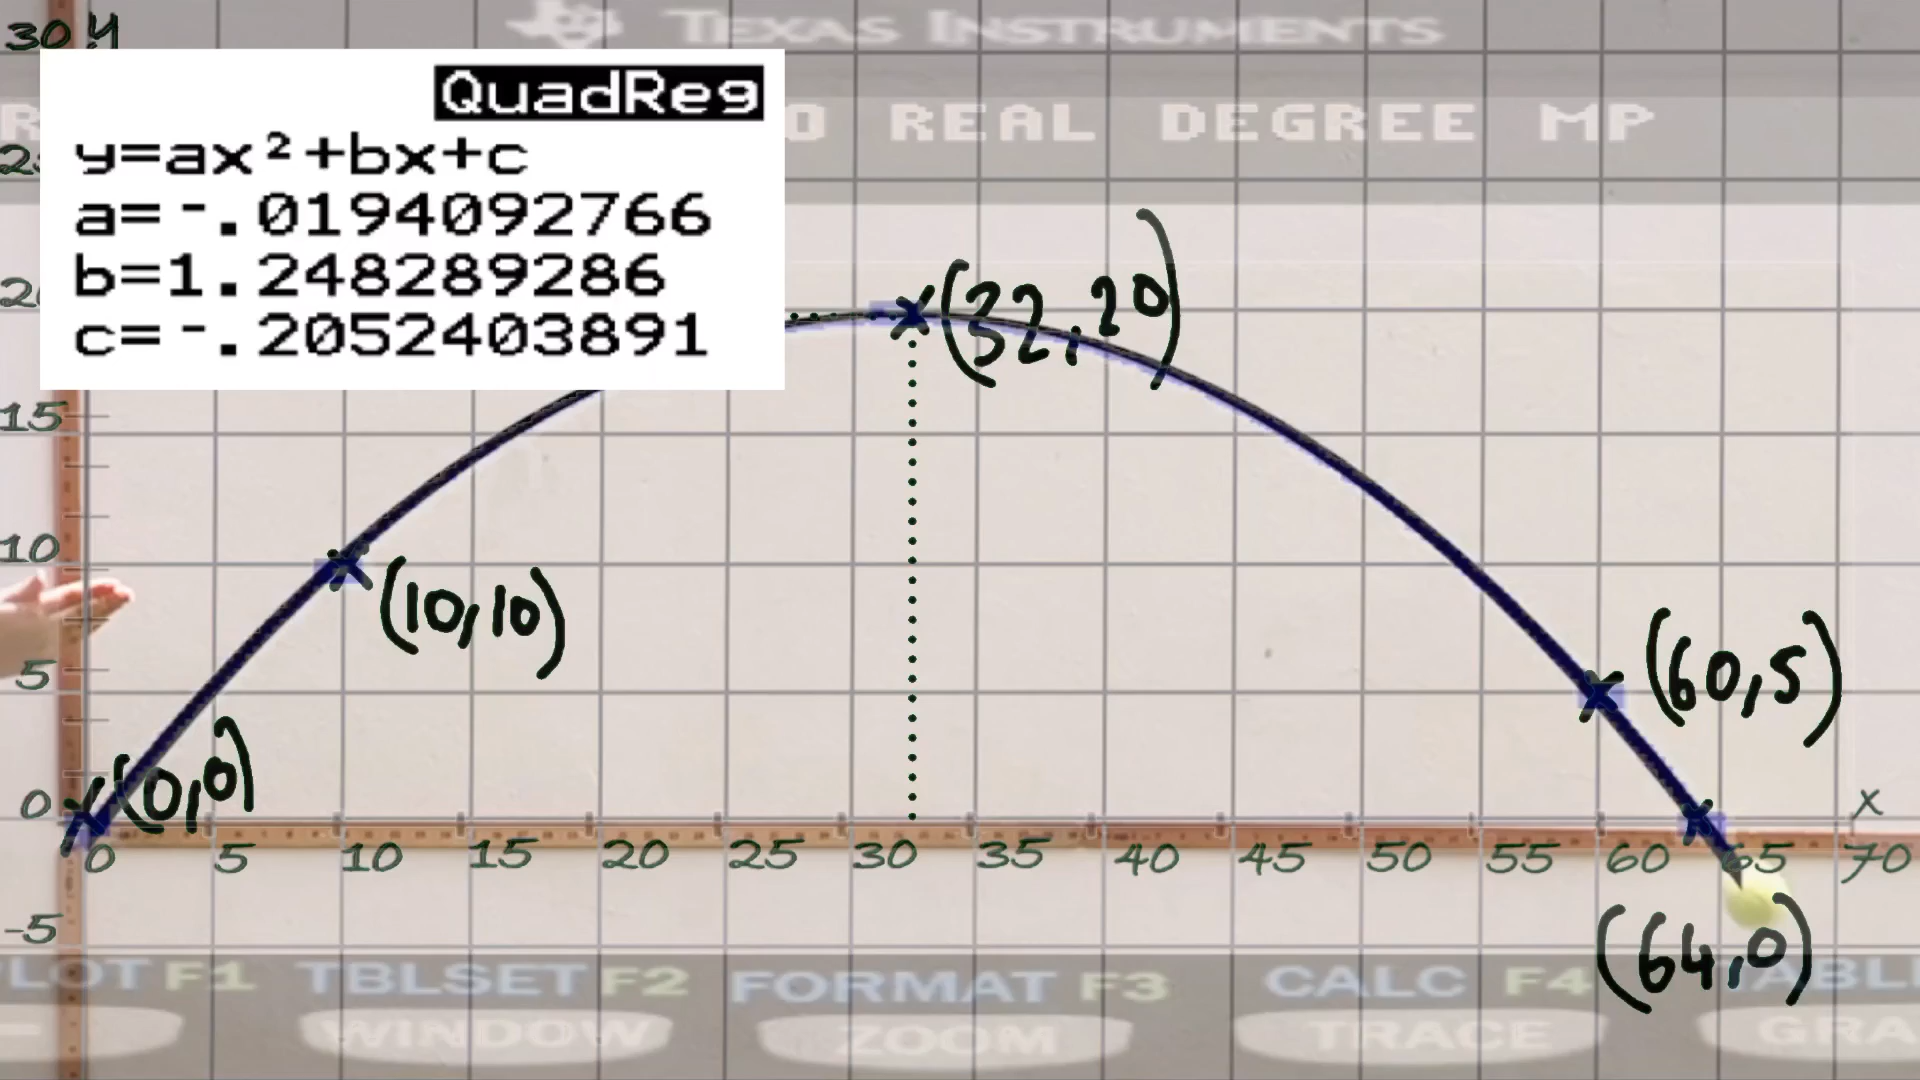 TEXAS INSTRUMENTS
30 y
QuadReg
REAL DEGREE MP
y=ax²+bx+c
a=-.0194092766
b=1.248289286
c=-.2052403891
(32,20)
15
10
(10,10)
5
(60,5)
(0,0)
0
x
0 5 10 15 20 25 30 35 40 45 50 55 60 65 70
-5
(64,0)
F1 TBLSET F2 FORMAT F3 CALC F4
WINDOW ZOOM TRACE